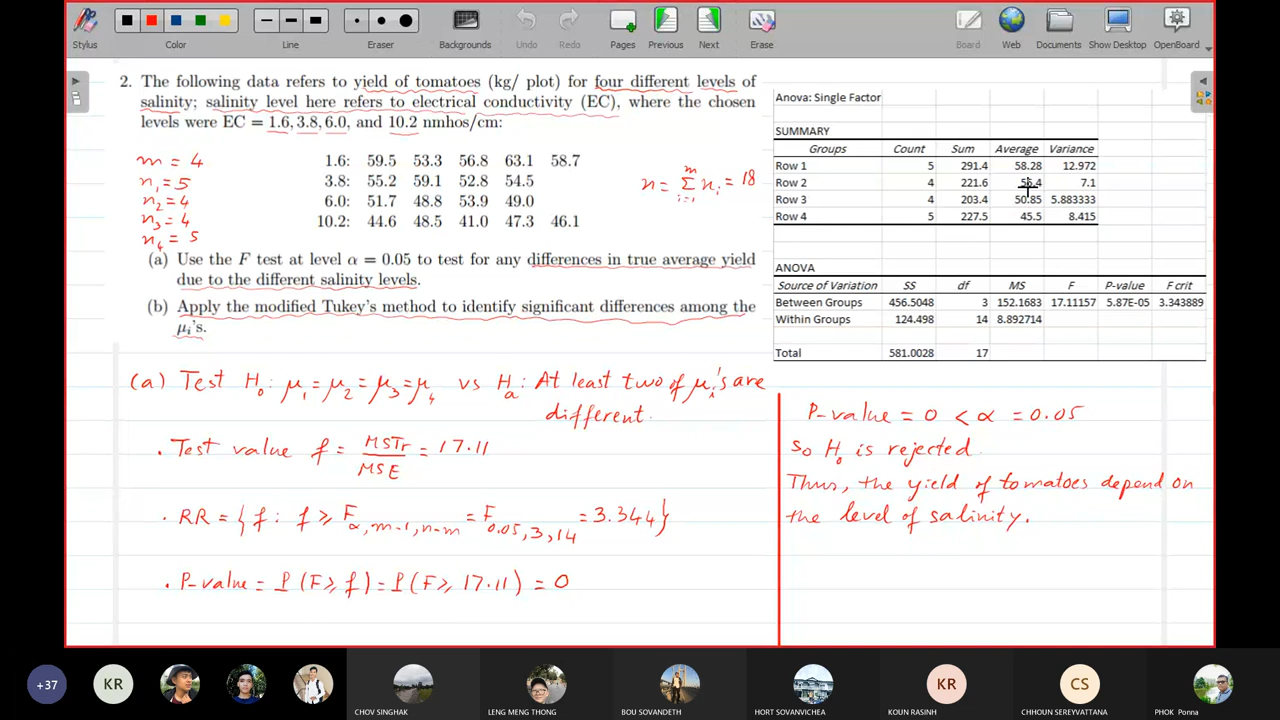 Stylus Color Line Eraser Backgrounds Undo Redo Pages Previous Next Erase Board Web Documents Show Desktop OpenBoard
2. The following data refers to yield of tomatoes (kg/ plot) for four different levels of
salinity; salinity level here refers to electrical conductivity (EC), where the chosen
levels were EC = 1.6, 3.8, 6.0, and 10.2 nmhos/cm:
m = 4
n₁ = 5
n₂ = 4
n₃ = 4
n₄ = 5
1.6: 59.5 53.3 56.8 63.1 58.7
3.8: 55.2 59.1 52.8 54.5
6.0: 51.7 48.8 53.9 49.0
10.2: 44.6 48.5 41.0 47.3 46.1
n = Σᵢ₌₁ᵐ nᵢ = 18
(a) Use the F test at level α = 0.05 to test for any differences in true average yield
due to the different salinity levels.
(b) Apply the modified Tukey's method to identify significant differences among the
μᵢ's.
Anova: Single Factor
SUMMARY
Groups Count Sum Average Variance
Row 1 5 291.4 58.28 12.972
Row 2 4 221.6 55.4 7.1
Row 3 4 203.4 50.85 5.883333
Row 4 5 227.5 45.5 8.415
ANOVA
Source of Variation SS df MS F P-value F crit
Between Groups 456.5048 3 152.1683 17.11157 5.87E-05 3.343889
Within Groups 124.498 14 8.892714
Total 581.0028 17
(a) Test H₀: μ₁ = μ₂ = μ₃ = μ₄ vs Hₐ: At least two of μᵢ's are
different.
· Test value f = MSTr / MSE = 17.11
· RR = {f : f ≥ F α, m-1, n-m = F 0.05, 3, 14 = 3.344}
· P-value = P(F ≥ f) = P(F ≥ 17.11) = 0
P-value = 0 < α = 0.05
so H₀ is rejected.
Thus, the yield of tomatoes depend on
the level of salinity.
+37 KR KR CS
CHOV SINGHAK LENG MENG THONG BOU SOVANDETH HORT SOVANVICHEA KOUN RASINH CHHOUN SEREYVATTANA PHOK Ponna